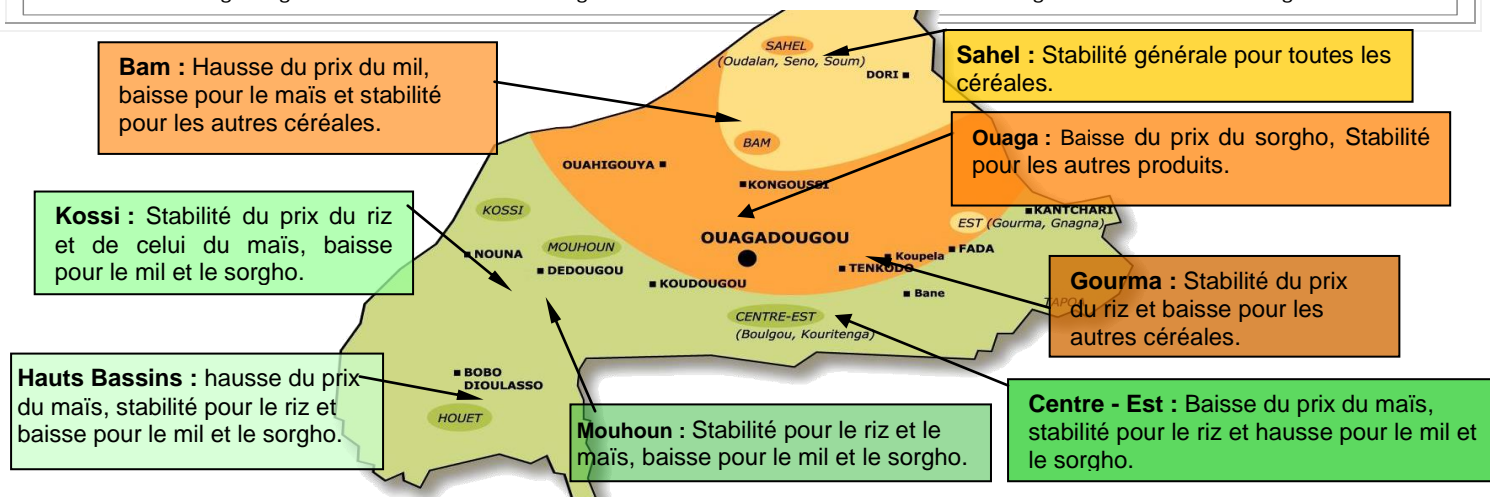 SAHEL
(Oudalan, Seno, Soum)
DORI
Bam : Hausse du prix du mil,
baisse pour le maïs et stabilité
pour les autres céréales.
Sahel : Stabilité générale pour toutes les
céréales.
BAM
Ouaga : Baisse du prix du sorgho, Stabilité
pour les autres produits.
OUAHIGOUYA
KONGOUSSI
Kossi : Stabilité du prix du riz
et de celui du maïs, baisse
pour le mil et le sorgho.
KOSSI
KANTCHARI
EST (Gourma, Gnagna)
NOUNA
MOUHOUN
OUAGADOUGOU
FADA
Koupela
DEDOUGOU
TENKODO
KOUDOUGOU
Bane
Gourma : Stabilité du prix
du riz et baisse pour les
autres céréales.
TAPOA
CENTRE-EST
(Boulgou, Kouritenga)
Hauts Bassins : hausse du prix
du maïs, stabilité pour le riz et
baisse pour le mil et le sorgho.
BOBO
DIOULASSO
HOUET
Mouhoun : Stabilité pour le riz et le
maïs, baisse pour le mil et le sorgho.
Centre - Est : Baisse du prix du maïs,
stabilité pour le riz et hausse pour le mil et
le sorgho.